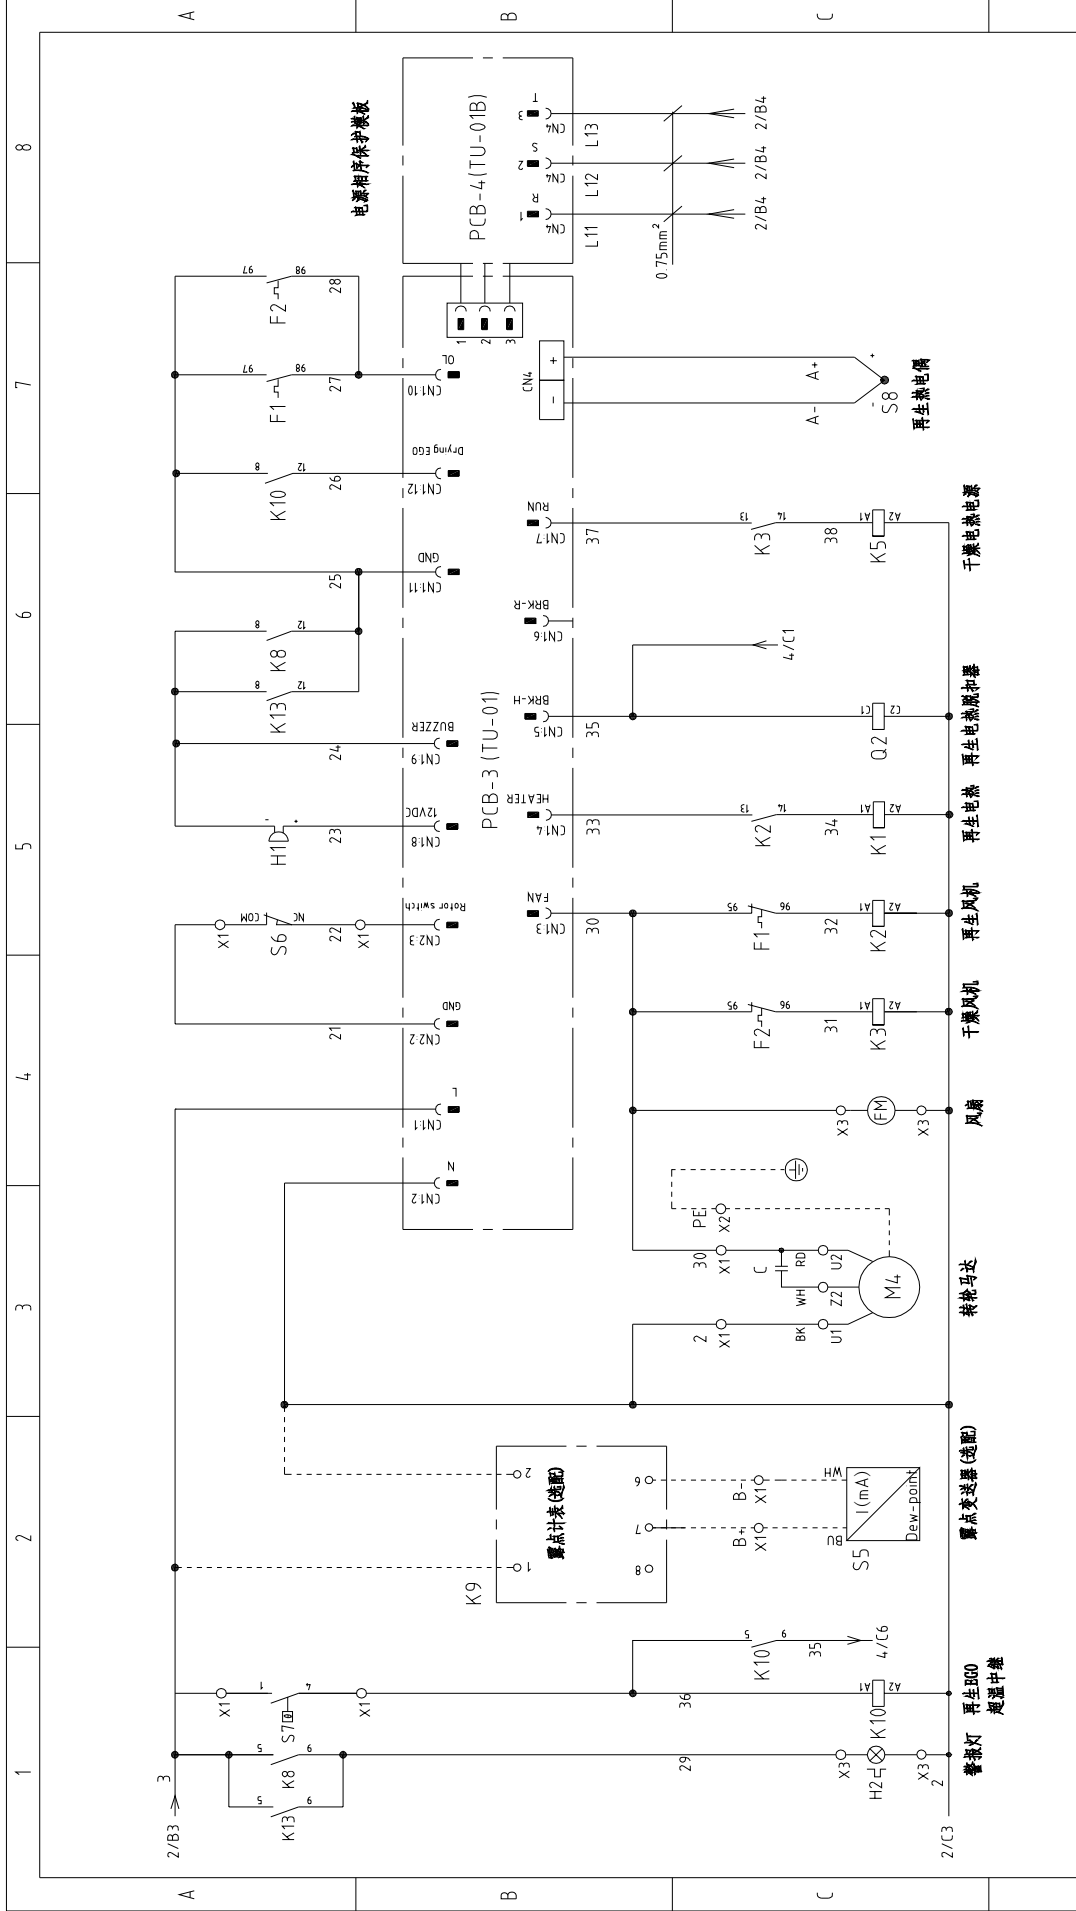 1
2
3
4
5
6
7
8
A
B
C
A
B
C
2/B3
3
K13
5
9
K8
5
9
X1
S7
1
4
X1
29
36
K10
5
9
35
4/C6
X3
H2
X3
2
K10
A1
A2
2/C3
警报灯
再生EGO
超温中继
K9
1
2
露点计表(选配)
8
7
6
B+
X1
B-
X1
BU
WH
S5
I(mA)
Dew-point
露点变送器(选配)
2
X1
BK
U1
WH
Z2
C
30
X1
RD
U2
PE
X2
M4
转轮马达
X3
FM
X3
风扇
PCB-3 (TU-01)
CN1:2
N
CN1:1
L
21
CN2:2
GND
X1
S6
COM
NC
22
X1
CN2:3
Rotor switch
H1
-
+
23
CN1:8
12VDC
24
CN1:9
BUZZER
K13
8
12
K8
8
12
25
CN1:11
GND
K10
8
12
26
CN1:12
Drying EGO
F1
97
98
27
CN1:10
OL
F2
97
98
28
CN1:3
FAN
30
F2
95
96
31
K3
A1
A2
干燥风机
F1
95
96
32
K2
A1
A2
再生风机
CN1:4
HEATER
33
K2
13
14
34
K1
A1
A2
再生电热
CN1:5
BRK-H
35
Q2
C1
C2
再生电热脱扣器
CN1:6
BRK-R
4/C1
CN1:7
RUN
37
K3
13
14
38
K5
A1
A2
干燥电热电源
CN4
-
+
A-
A+
-
+
S8
再生热电偶
1
2
3
电源相序保护模板
PCB-4(TU-01B)
1
R
CN4
L11
2
S
CN4
L12
3
T
CN4
L13
0.75mm²
2/B4
2/B4
2/B4